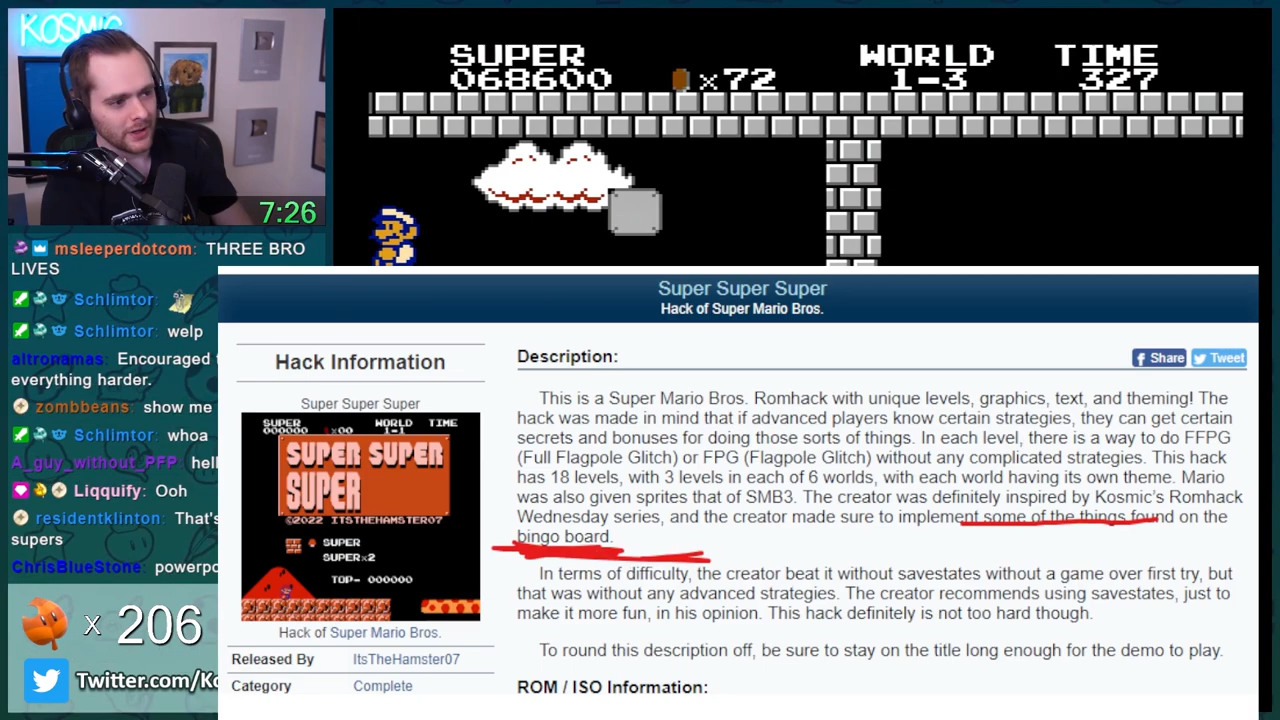 KOSMIC
7:26
SUPER
068600
×72
WORLD
1-3
TIME
327
msleeperdotcom: THREE BRO
LIVES
Schlimtor:
Schlimtor: welp
altronamas: Encouraged
everything harder.
zombbeans: show me
Schlimtor: whoa
A_guy_without_PFP: hell
Liqquify: Ooh
residentklinton: That's
supers
ChrisBlueStone: powerpo
x 206
Twitter.com/Ko
Super Super Super
Hack of Super Mario Bros.
Hack Information
Super Super Super
SUPER
000000
×00
WORLD
1-1
TIME
SUPER SUPER
SUPER
©2022 ITSTHEHAMSTER07
SUPER
SUPER×2
TOP- 000000
Hack of Super Mario Bros.
Released By ItsTheHamster07
Category Complete
Description:
Share
Tweet
This is a Super Mario Bros. Romhack with unique levels, graphics, text, and theming! The
hack was made in mind that if advanced players know certain strategies, they can get certain
secrets and bonuses for doing those sorts of things. In each level, there is a way to do FFPG
(Full Flagpole Glitch) or FPG (Flagpole Glitch) without any complicated strategies. This hack
has 18 levels, with 3 levels in each of 6 worlds, with each world having its own theme. Mario
was also given sprites that of SMB3. The creator was definitely inspired by Kosmic's Romhack
Wednesday series, and the creator made sure to implement some of the things found on the
bingo board.
In terms of difficulty, the creator beat it without savestates without a game over first try, but
that was without any advanced strategies. The creator recommends using savestates, just to
make it more fun, in his opinion. This hack definitely is not too hard though.
To round this description off, be sure to stay on the title long enough for the demo to play.
ROM / ISO Information: